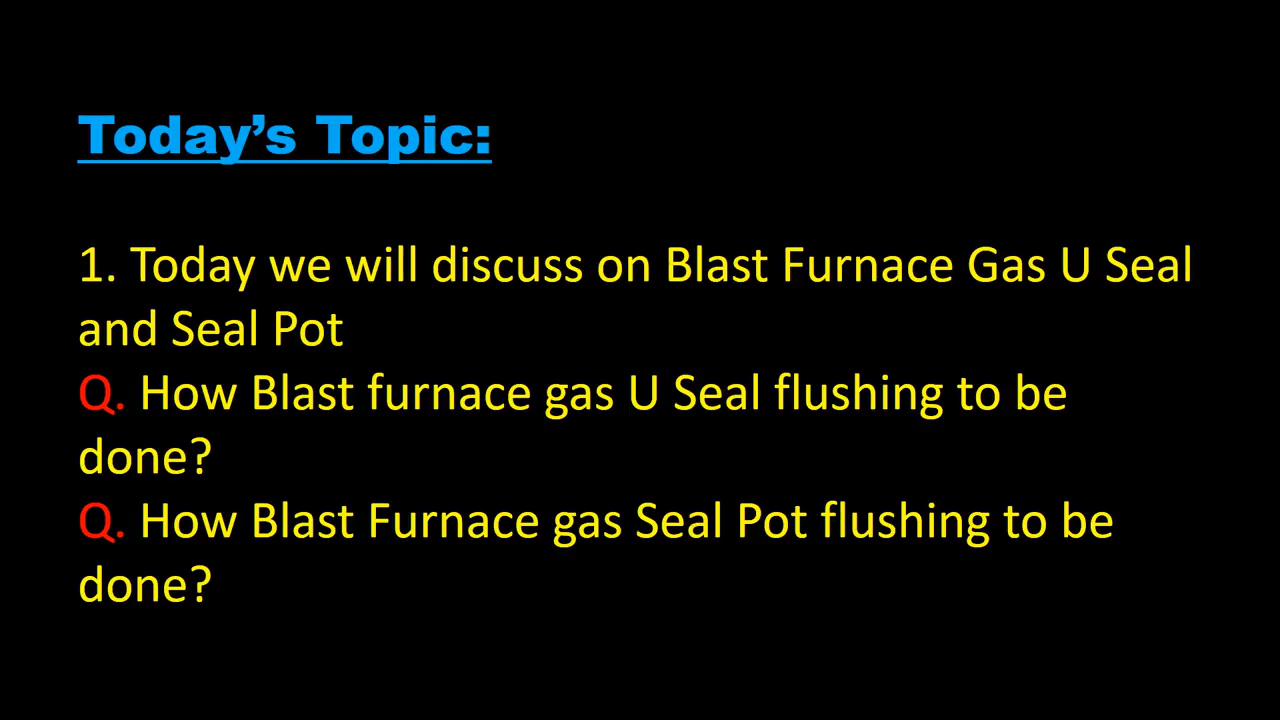 Today’s Topic:
1. Today we will discuss on Blast Furnace Gas U Seal
and Seal Pot
Q. How Blast furnace gas U Seal flushing to be
done?
Q. How Blast Furnace gas Seal Pot flushing to be
done?